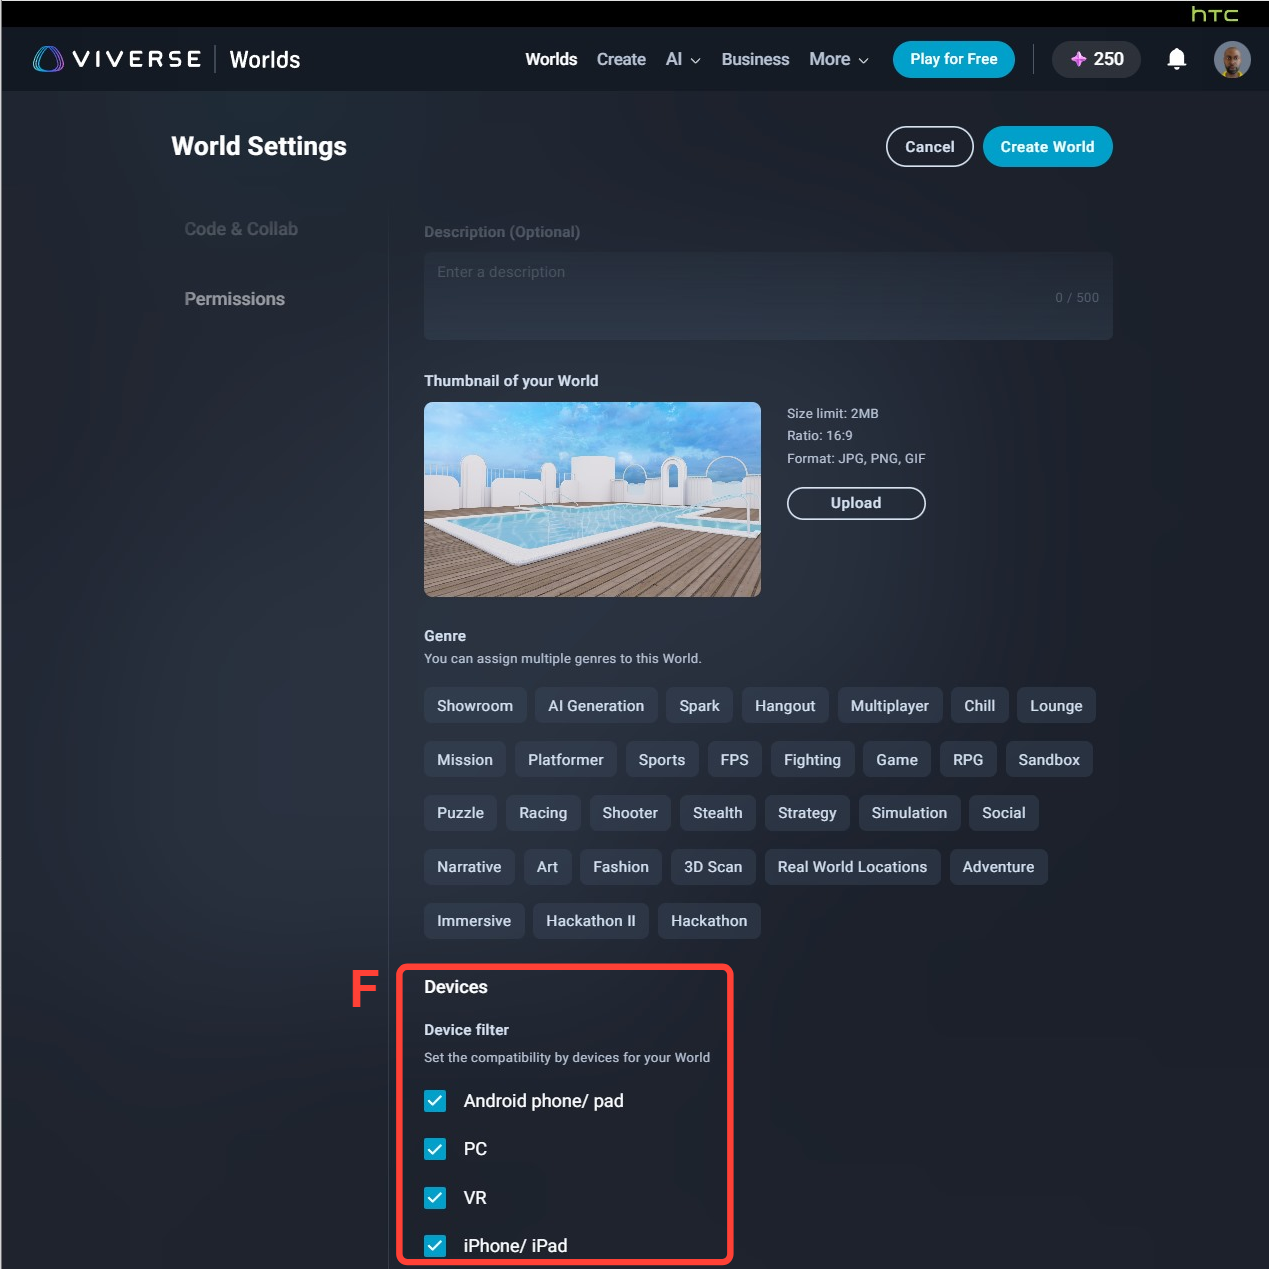 hTC
VIVERSE | Worlds
Worlds Create AI Business More Play for Free 250
World Settings
Cancel Create World
Code & Collab
Permissions
Description (Optional)
Enter a description
0 / 500
Thumbnail of your World
Size limit: 2MB
Ratio: 16:9
Format: JPG, PNG, GIF
Upload
Genre
You can assign multiple genres to this World.
Showroom AI Generation Spark Hangout Multiplayer Chill Lounge
Mission Platformer Sports FPS Fighting Game RPG Sandbox
Puzzle Racing Shooter Stealth Strategy Simulation Social
Narrative Art Fashion 3D Scan Real World Locations Adventure
Immersive Hackathon II Hackathon
F
Devices
Device filter
Set the compatibility by devices for your World
Android phone/ pad
PC
VR
iPhone/ iPad